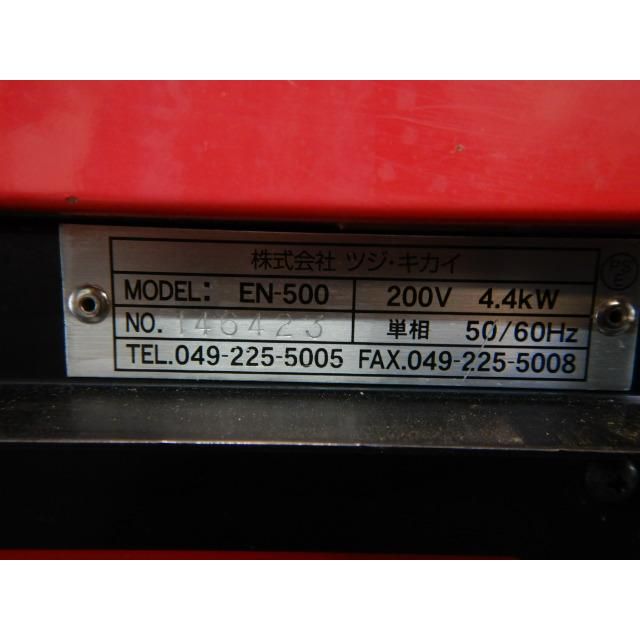 株式会社 ツジ・キカイ
MODEL: EN-500 200V 4.4kW
NO. 146423 単相 50/60Hz
TEL.049-225-5005 FAX.049-225-5008